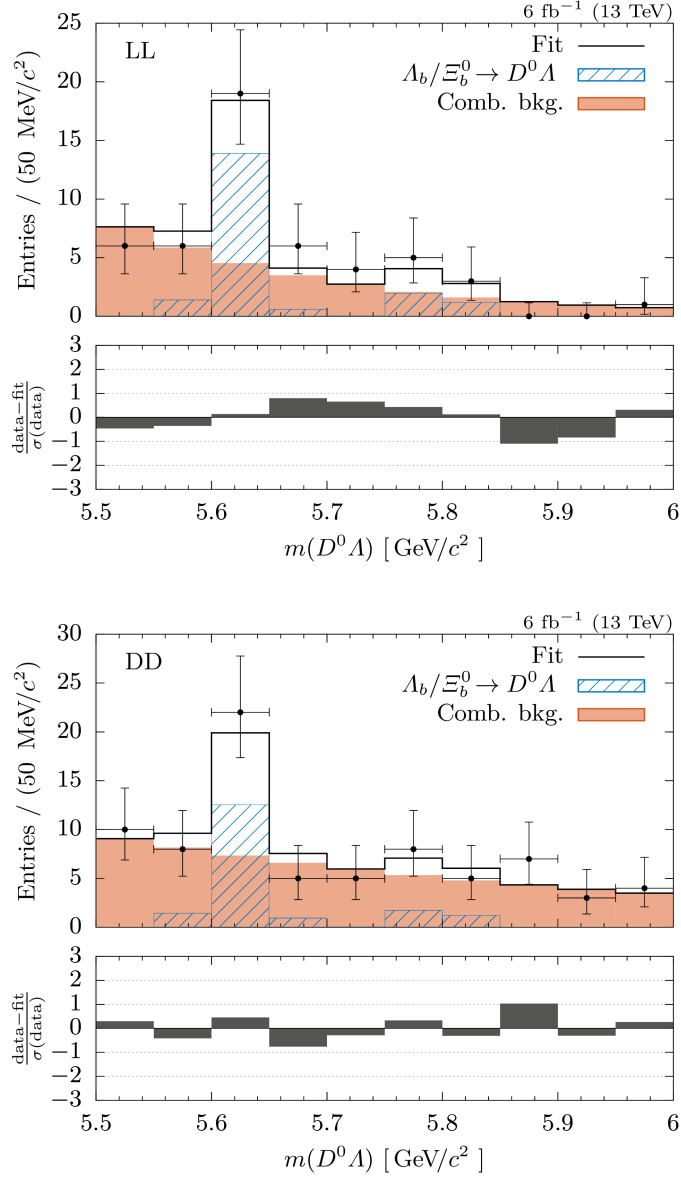 6 fb⁻¹ (13 TeV)
LL
Fit
Λ_b/Ξ_b⁰ → D⁰Λ
Comb. bkg.
Entries / (50 MeV/c²)
25
20
15
10
5
0
data−fit
σ(data)
3
2
1
0
−1
−2
−3
5.5 5.6 5.7 5.8 5.9 6
m(D⁰Λ) [GeV/c² ]
6 fb⁻¹ (13 TeV)
DD
Fit
Λ_b/Ξ_b⁰ → D⁰Λ
Comb. bkg.
Entries / (50 MeV/c²)
30
25
20
15
10
5
0
data−fit
σ(data)
3
2
1
0
−1
−2
−3
5.5 5.6 5.7 5.8 5.9 6
m(D⁰Λ) [GeV/c² ]